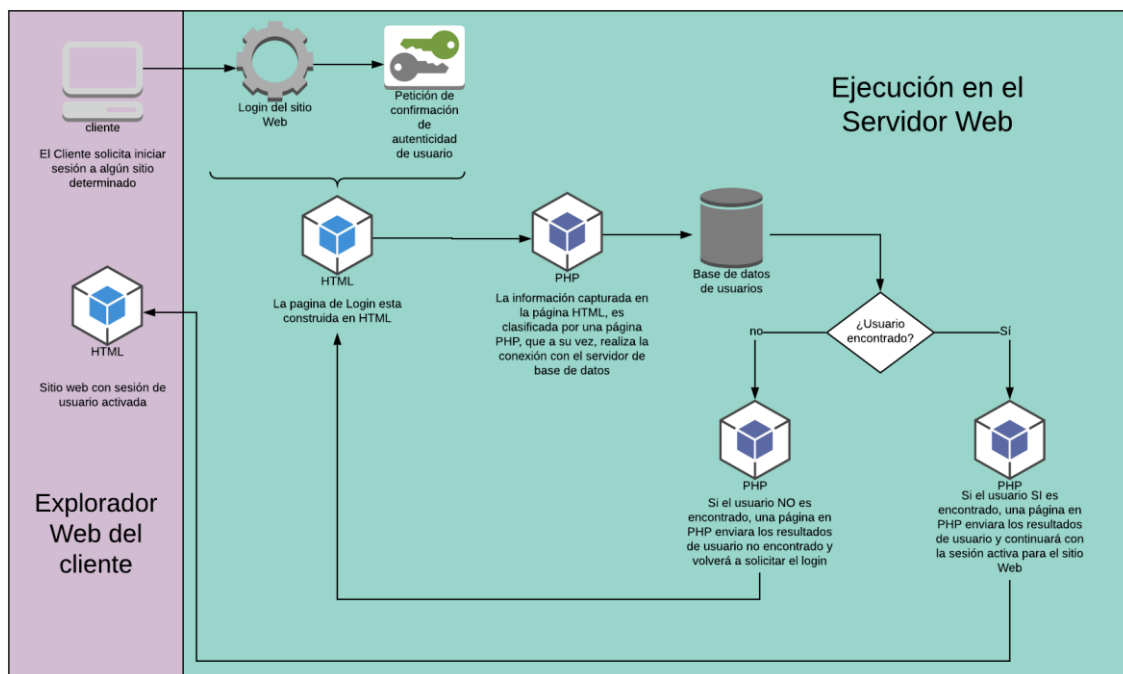 Ejecución en el
Servidor Web
cliente
El Cliente solicita iniciar
sesión a algún sitio
determinado
Login del sitio
Web
Petición de
confirmación
de
autenticidad
de usuario
HTML
La pagina de Login esta
construida en HTML
PHP
La información capturada en
la página HTML, es
clasificada por una página
PHP, que a su vez, realiza la
conexión con el servidor de
base de datos
Base de datos
de usuarios
¿Usuario
encontrado?
no
Sí
HTML
Sitio web con sesión de
usuario activada
PHP
Si el usuario NO es
encontrado, una página en
PHP enviara los resultados
de usuario no encontrado y
volverá a solicitar el login
PHP
Si el usuario SI es
encontrado, una página en
PHP enviara los resultados
de usuario y continuará con
la sesión activa para el sitio
Web
Explorador
Web del
cliente